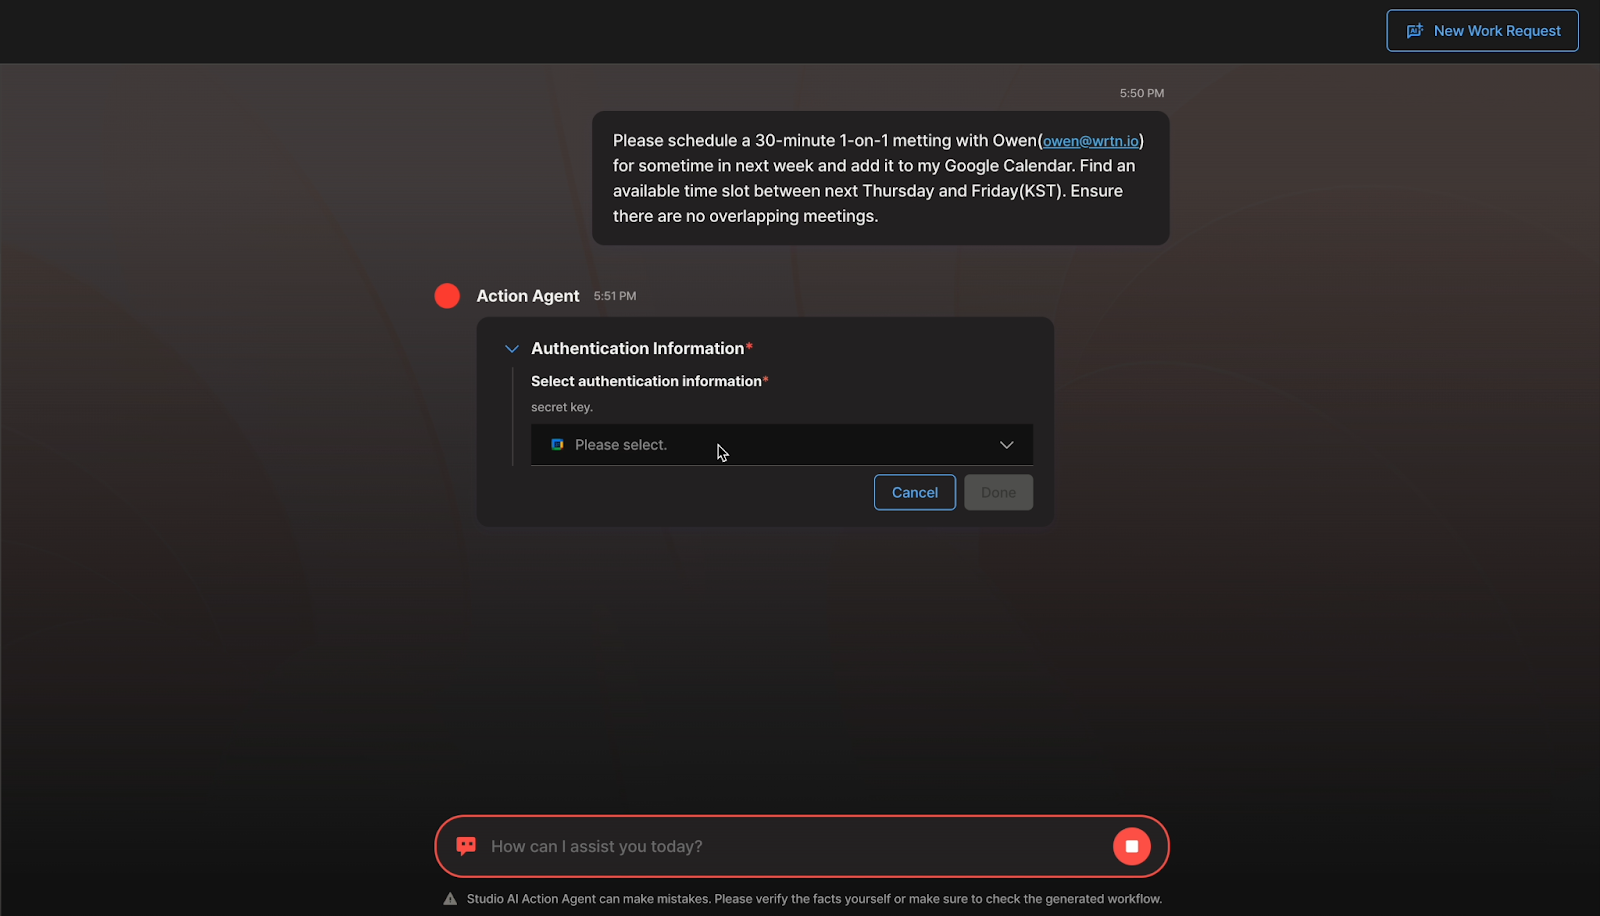 New Work Request
5:50 PM
Please schedule a 30-minute 1-on-1 metting with Owen(owen@wrtn.io)
for sometime in next week and add it to my Google Calendar. Find an
available time slot between next Thursday and Friday(KST). Ensure
there are no overlapping meetings.
Action Agent 5:51 PM
Authentication Information*
Select authentication information*
secret key.
Please select.
Cancel Done
How can I assist you today?
Studio AI Action Agent can make mistakes. Please verify the facts yourself or make sure to check the generated workflow.